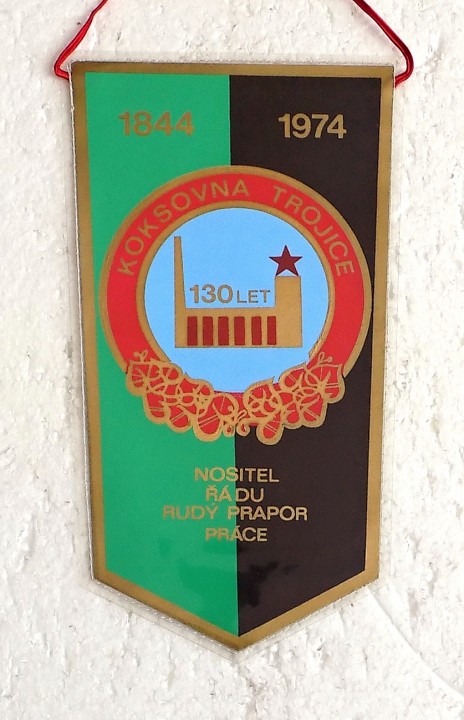 1844 1974
KOKSOVNA TROJICE
130 LET
NOSITEL
ŘÁDU
RUDÝ PRAPOR
PRÁCE